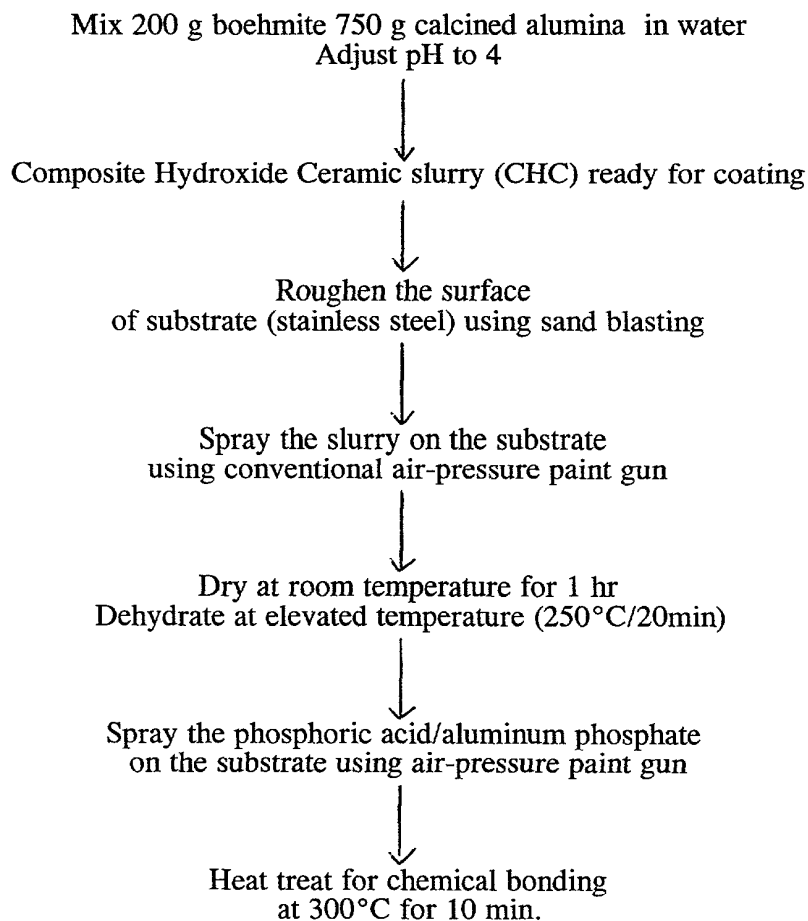 Mix 200 g boehmite 750 g calcined alumina in water
Adjust pH to 4
Composite Hydroxide Ceramic slurry (CHC) ready for coating
Roughen the surface
of substrate (stainless steel) using sand blasting
Spray the slurry on the substrate
using conventional air-pressure paint gun
Dry at room temperature for 1 hr
Dehydrate at elevated temperature (250°C/20min)
Spray the phosphoric acid/aluminum phosphate
on the substrate using air-pressure paint gun
Heat treat for chemical bonding
at 300°C for 10 min.